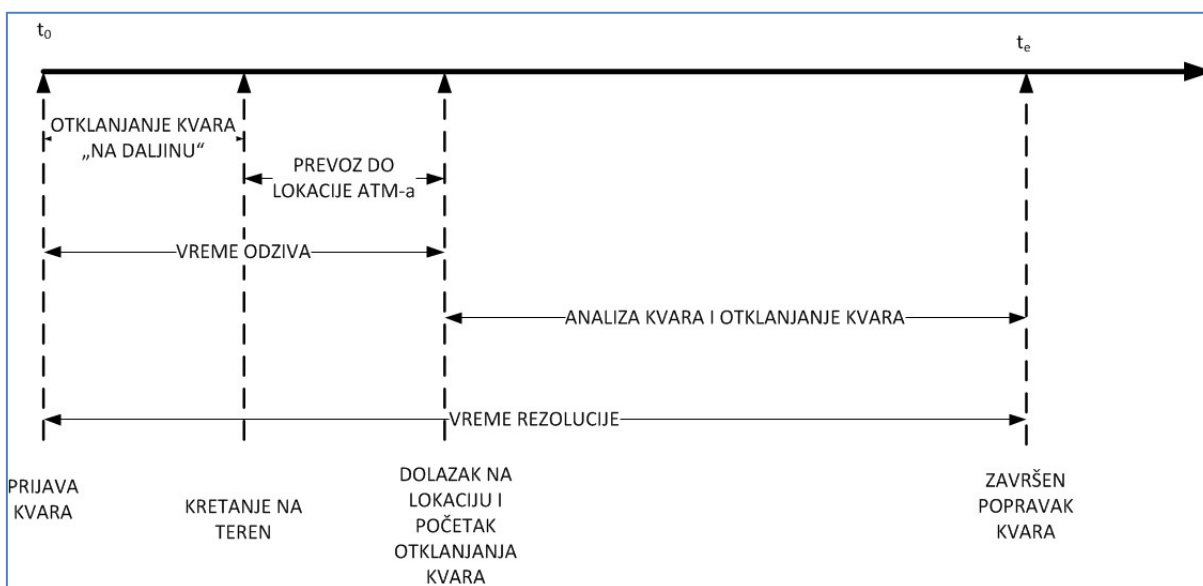 t₀
tₑ
OTKLANJANJE KVARA
„NA DALJINU“
PREVOZ DO
LOKACIJE ATM-a
VREME ODZIVA
ANALIZA KVARA I OTKLANJANJE KVARA
VREME REZOLUCIJE
PRIJAVA
KVARA
KRETANJE NA
TEREN
DOLAZAK NA
LOKACIJU I
POČETAK
OTKLANJANJA
KVARA
ZAVRŠEN
POPRAVAK
KVARA